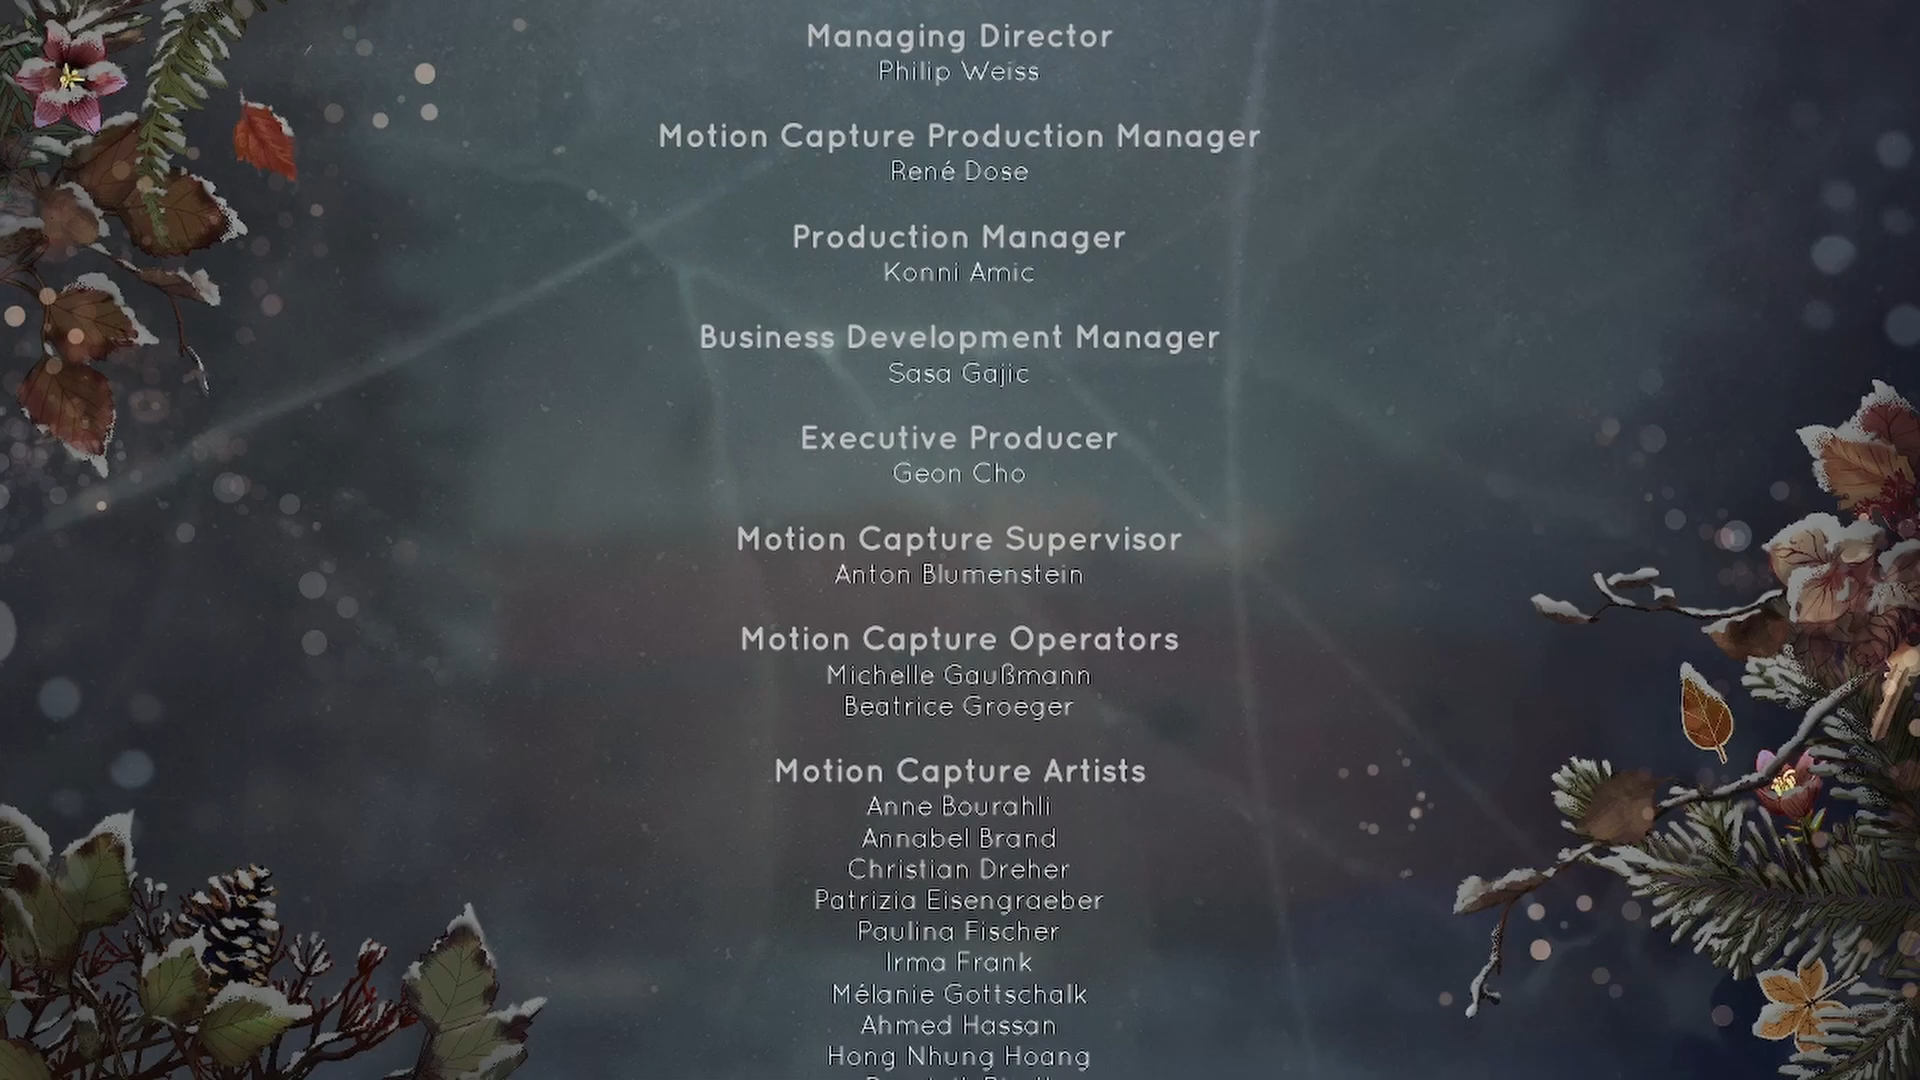 Managing Director
Philip Weiss
Motion Capture Production Manager
René Dose
Production Manager
Konni Amic
Business Development Manager
Sasa Gajic
Executive Producer
Geon Cho
Motion Capture Supervisor
Anton Blumenstein
Motion Capture Operators
Michelle Gaußmann
Beatrice Groeger
Motion Capture Artists
Anne Bourahli
Annabel Brand
Christian Dreher
Patrizia Eisengraeber
Paulina Fischer
Irma Frank
Mélanie Gottschalk
Ahmed Hassan
Hong Nhung Hoang